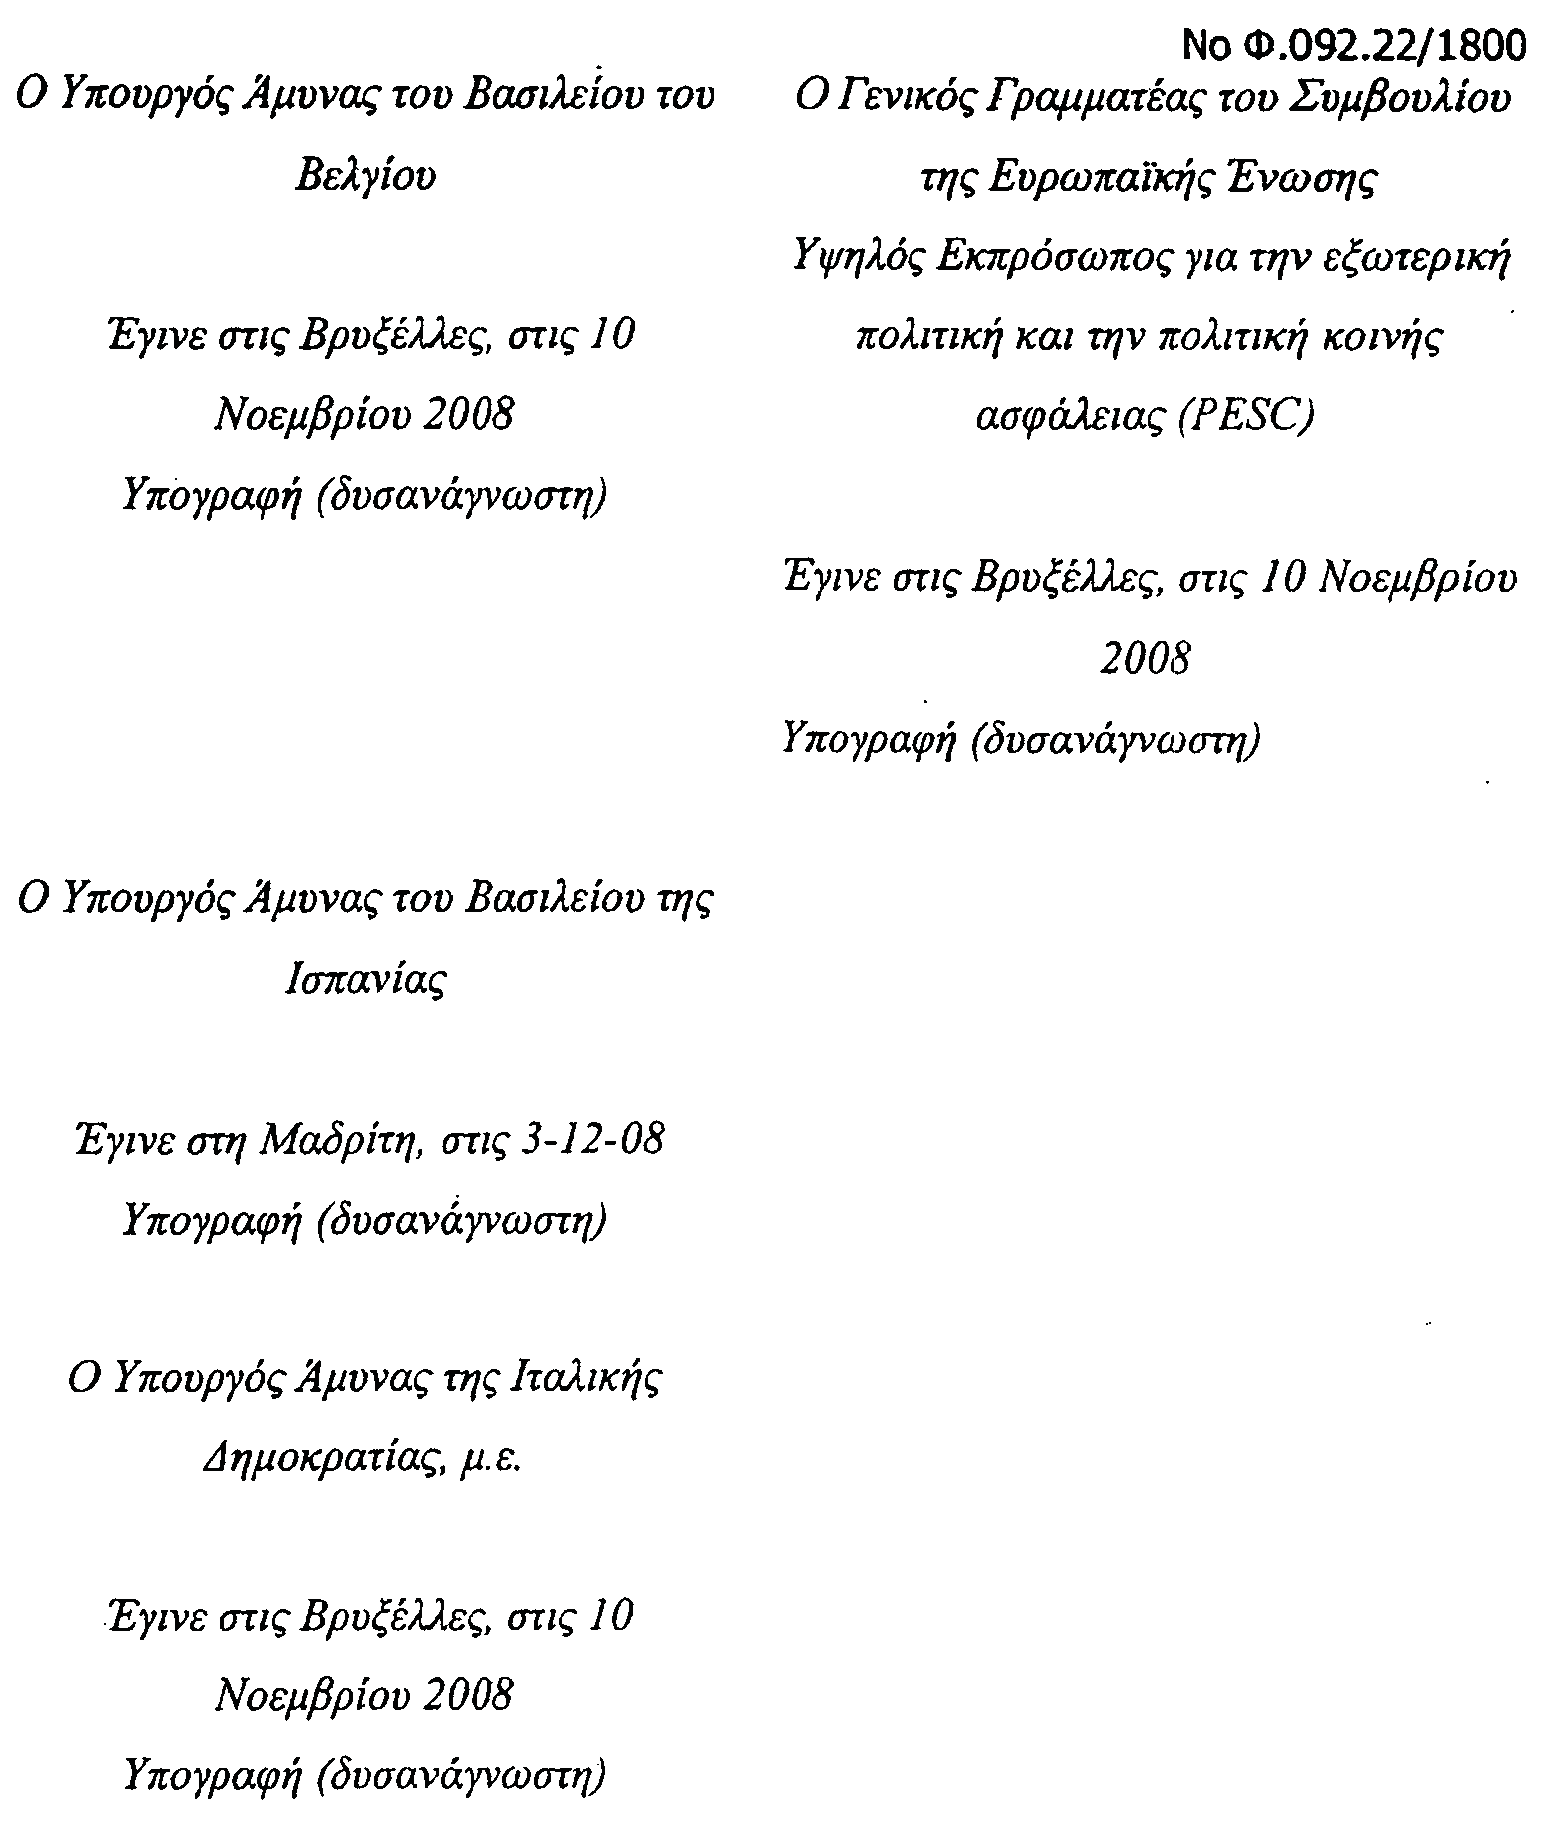 Νο Φ.092.22/1800
Ο Υπουργός Άμυνας του Βασιλείου του
Βελγίου
Έγινε στις Βρυξέλλες, στις 10
Νοεμβρίου 2008
Υπογραφή (δυσανάγνωστη)
Ο Γενικός Γραμματέας του Συμβουλίου
της Ευρωπαϊκής Ένωσης
Υψηλός Εκπρόσωπος για την εξωτερική
πολιτική και την πολιτική κοινής
ασφάλειας (PESC)
Έγινε στις Βρυξέλλες, στις 10 Νοεμβρίου
2008
Υπογραφή (δυσανάγνωστη)
Ο Υπουργός Άμυνας του Βασιλείου της
Ισπανίας
Έγινε στη Μαδρίτη, στις 3-12-08
Υπογραφή (δυσανάγνωστη)
Ο Υπουργός Άμυνας της Ιταλικής
Δημοκρατίας, μ.ε.
Έγινε στις Βρυξέλλες, στις 10
Νοεμβρίου 2008
Υπογραφή (δυσανάγνωστη)